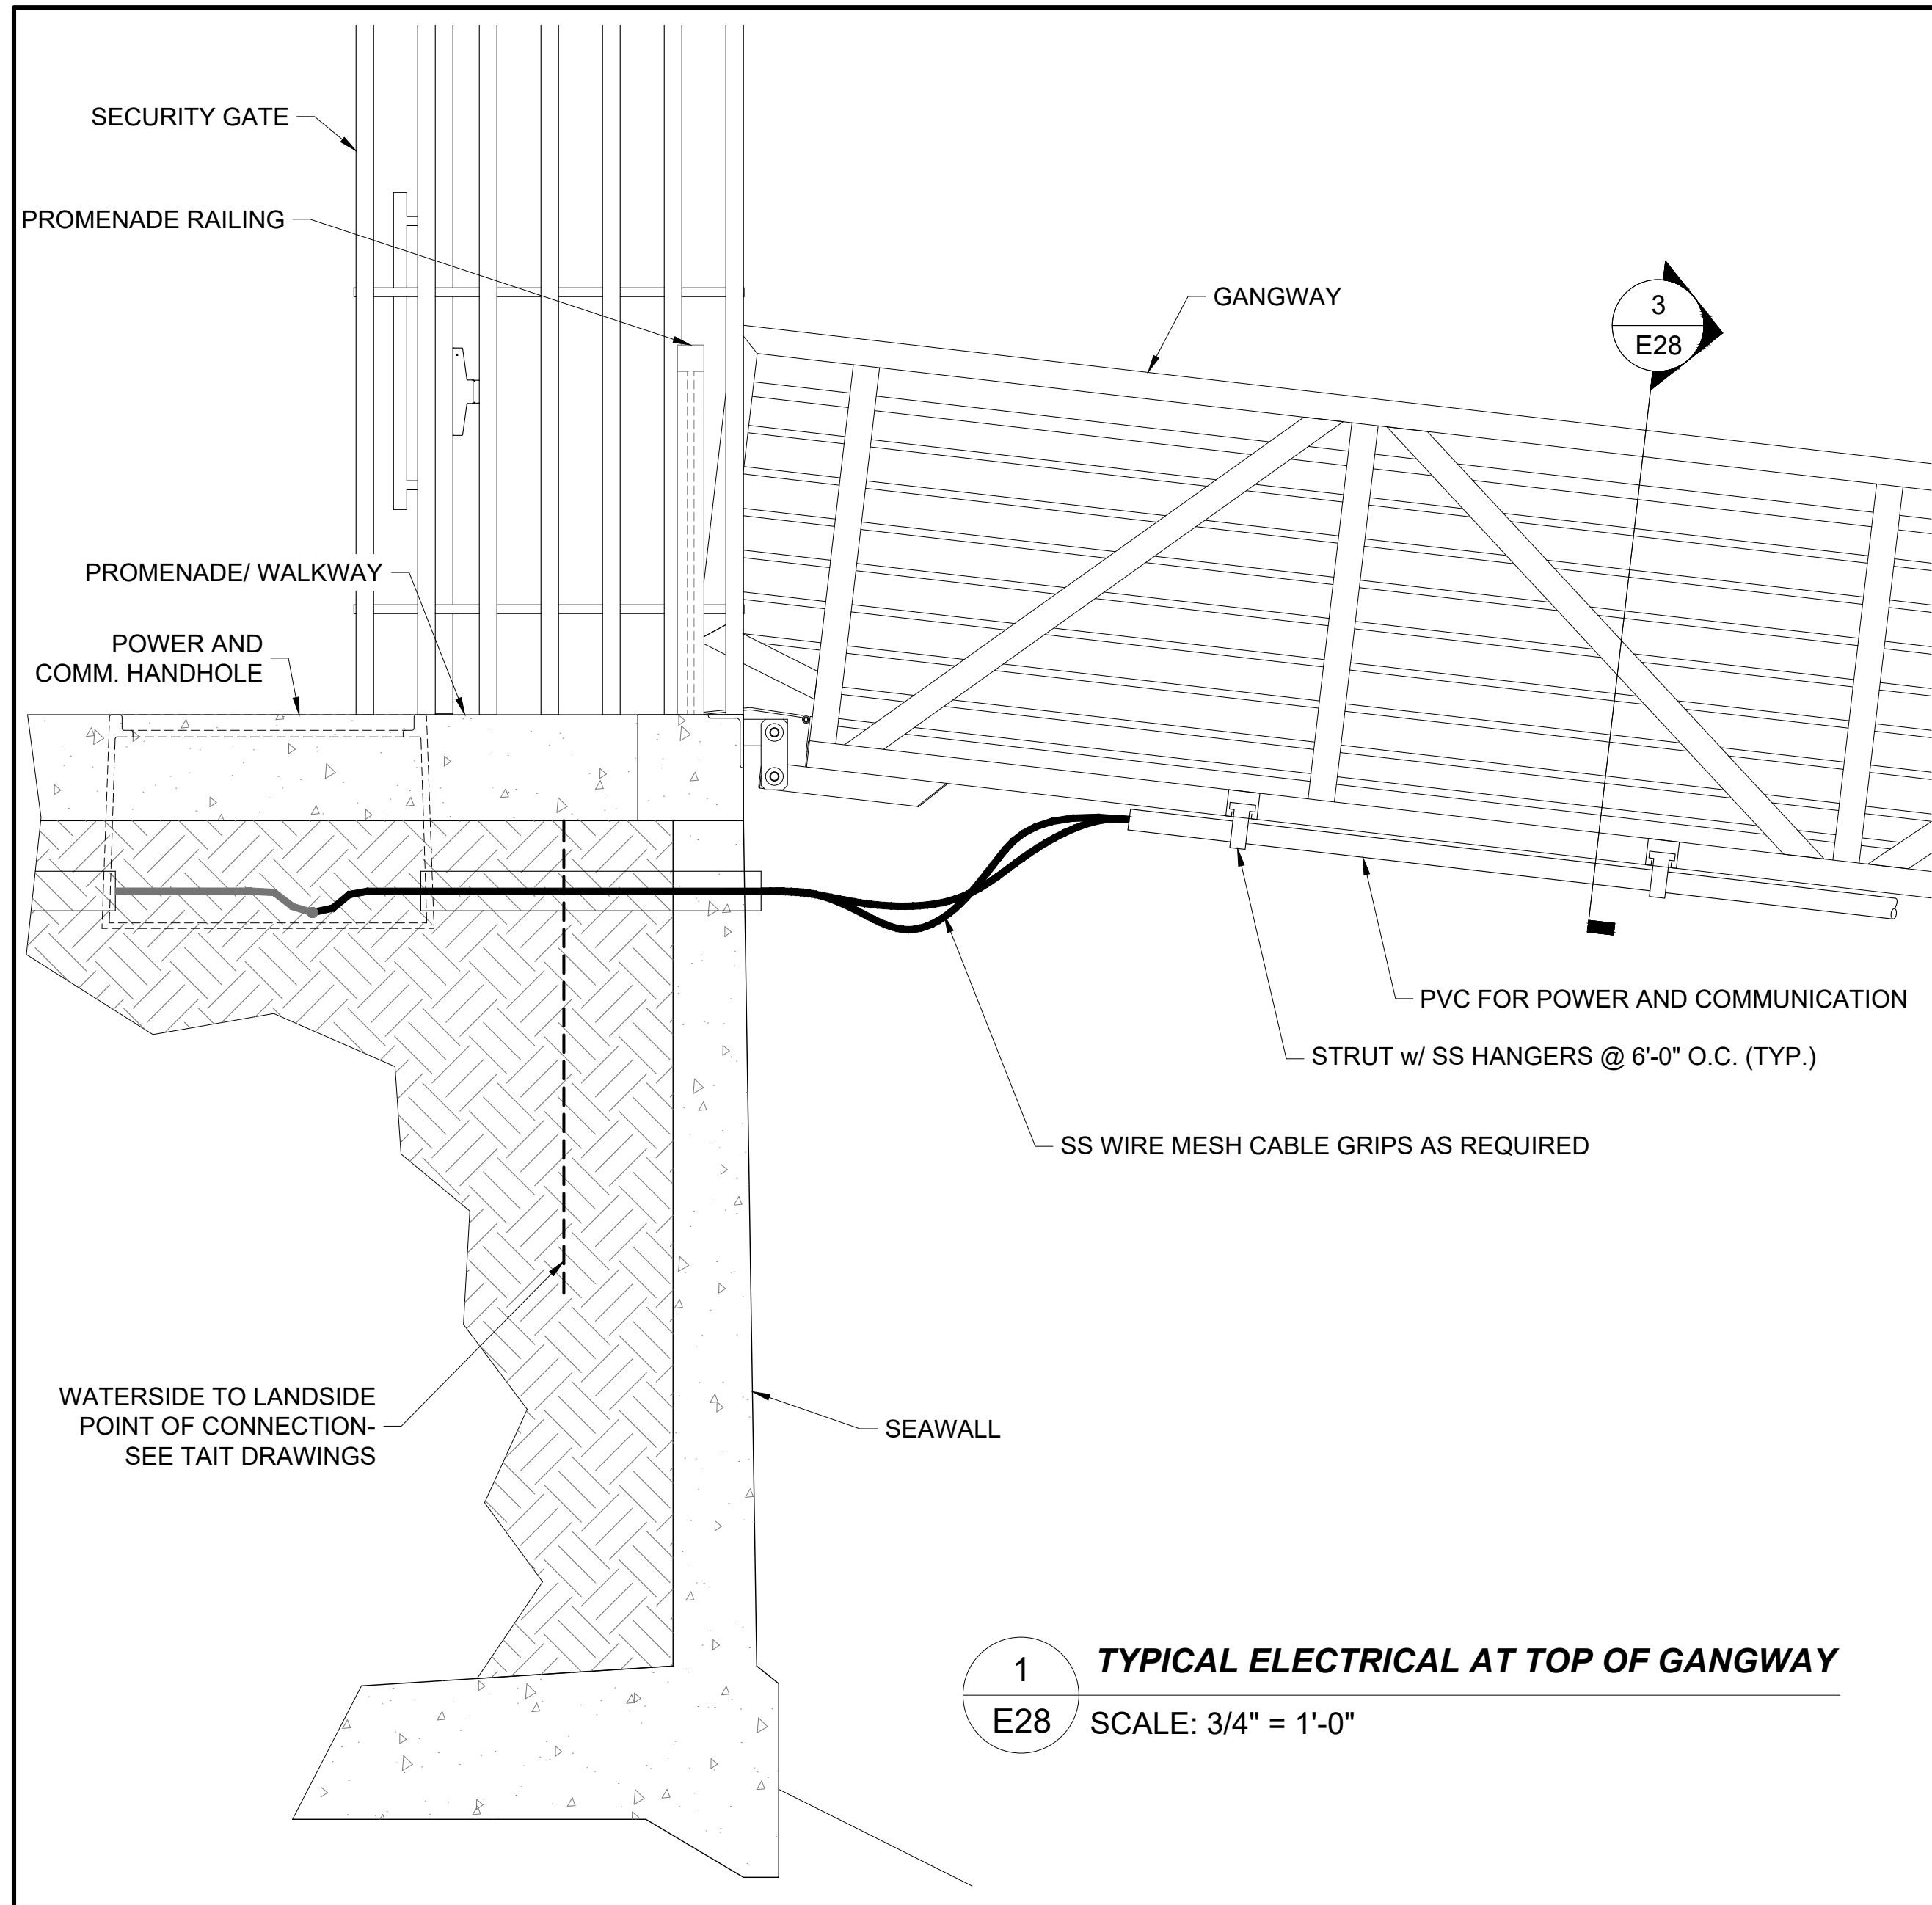 SECURITY GATE
PROMENADE RAILING
GANGWAY
3
E28
PROMENADE/ WALKWAY
POWER AND
COMM. HANDHOLE
PVC FOR POWER AND COMMUNICATION
STRUT w/ SS HANGERS @ 6'-0" O.C. (TYP.)
SS WIRE MESH CABLE GRIPS AS REQUIRED
WATERSIDE TO LANDSIDE
POINT OF CONNECTION-
SEE TAIT DRAWINGS
SEAWALL
1
E28
TYPICAL ELECTRICAL AT TOP OF GANGWAY
SCALE: 3/4" = 1'-0"